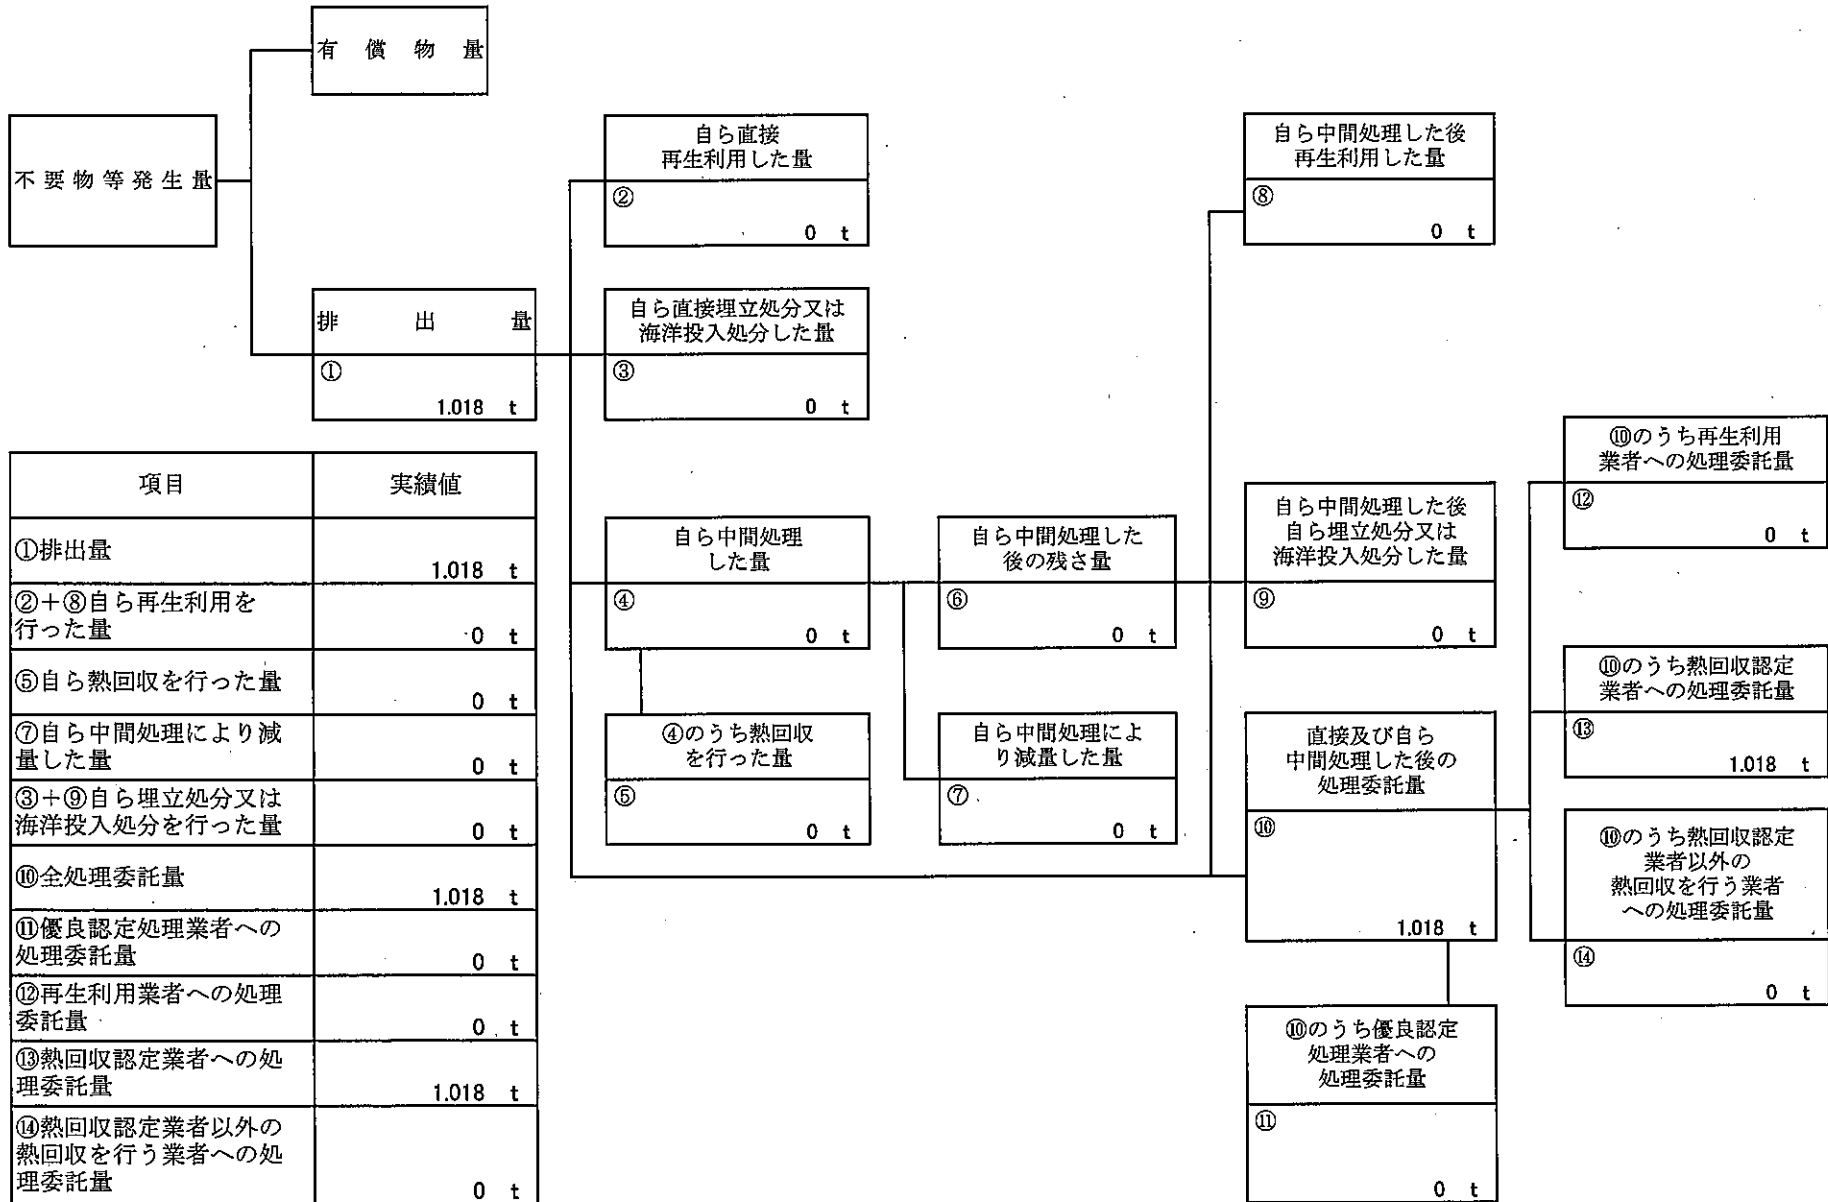 有償物量
不要物等発生量
排出量
①
1.018 t
自ら直接
再生利用した量
②
0 t
自ら直接埋立処分又は
海洋投入処分した量
③
0 t
自ら中間処理
した量
④
0 t
④のうち熱回収
を行った量
⑤
0 t
自ら中間処理した
後の残さ量
⑥
0 t
自ら中間処理によ
り減量した量
⑦
0 t
自ら中間処理した後
再生利用した量
⑧
0 t
自ら中間処理した後
自ら埋立処分又は
海洋投入処分した量
⑨
0 t
直接及び自ら
中間処理した後の
処理委託量
⑩
1.018 t
⑩のうち優良認定
処理業者への
処理委託量
⑪
0 t
⑩のうち再生利用
業者への処理委託量
⑫
0 t
⑩のうち熱回収認定
業者への処理委託量
⑬
1.018 t
⑩のうち熱回収認定
業者以外の
熱回収を行う業者
への処理委託量
⑭
0 t
項目 実績値
①排出量
1.018 t
②+⑧自ら再生利用を
行った量
0 t
⑤自ら熱回収を行った量
0 t
⑦自ら中間処理により減
量した量
0 t
③+⑨自ら埋立処分又は
海洋投入処分を行った量
0 t
⑩全処理委託量
1.018 t
⑪優良認定処理業者への
処理委託量
0 t
⑫再生利用業者への処理
委託量
0 t
⑬熱回収認定業者への処
理委託量
1.018 t
⑭熱回収認定業者以外の
熱回収を行う業者への処
理委託量
0 t